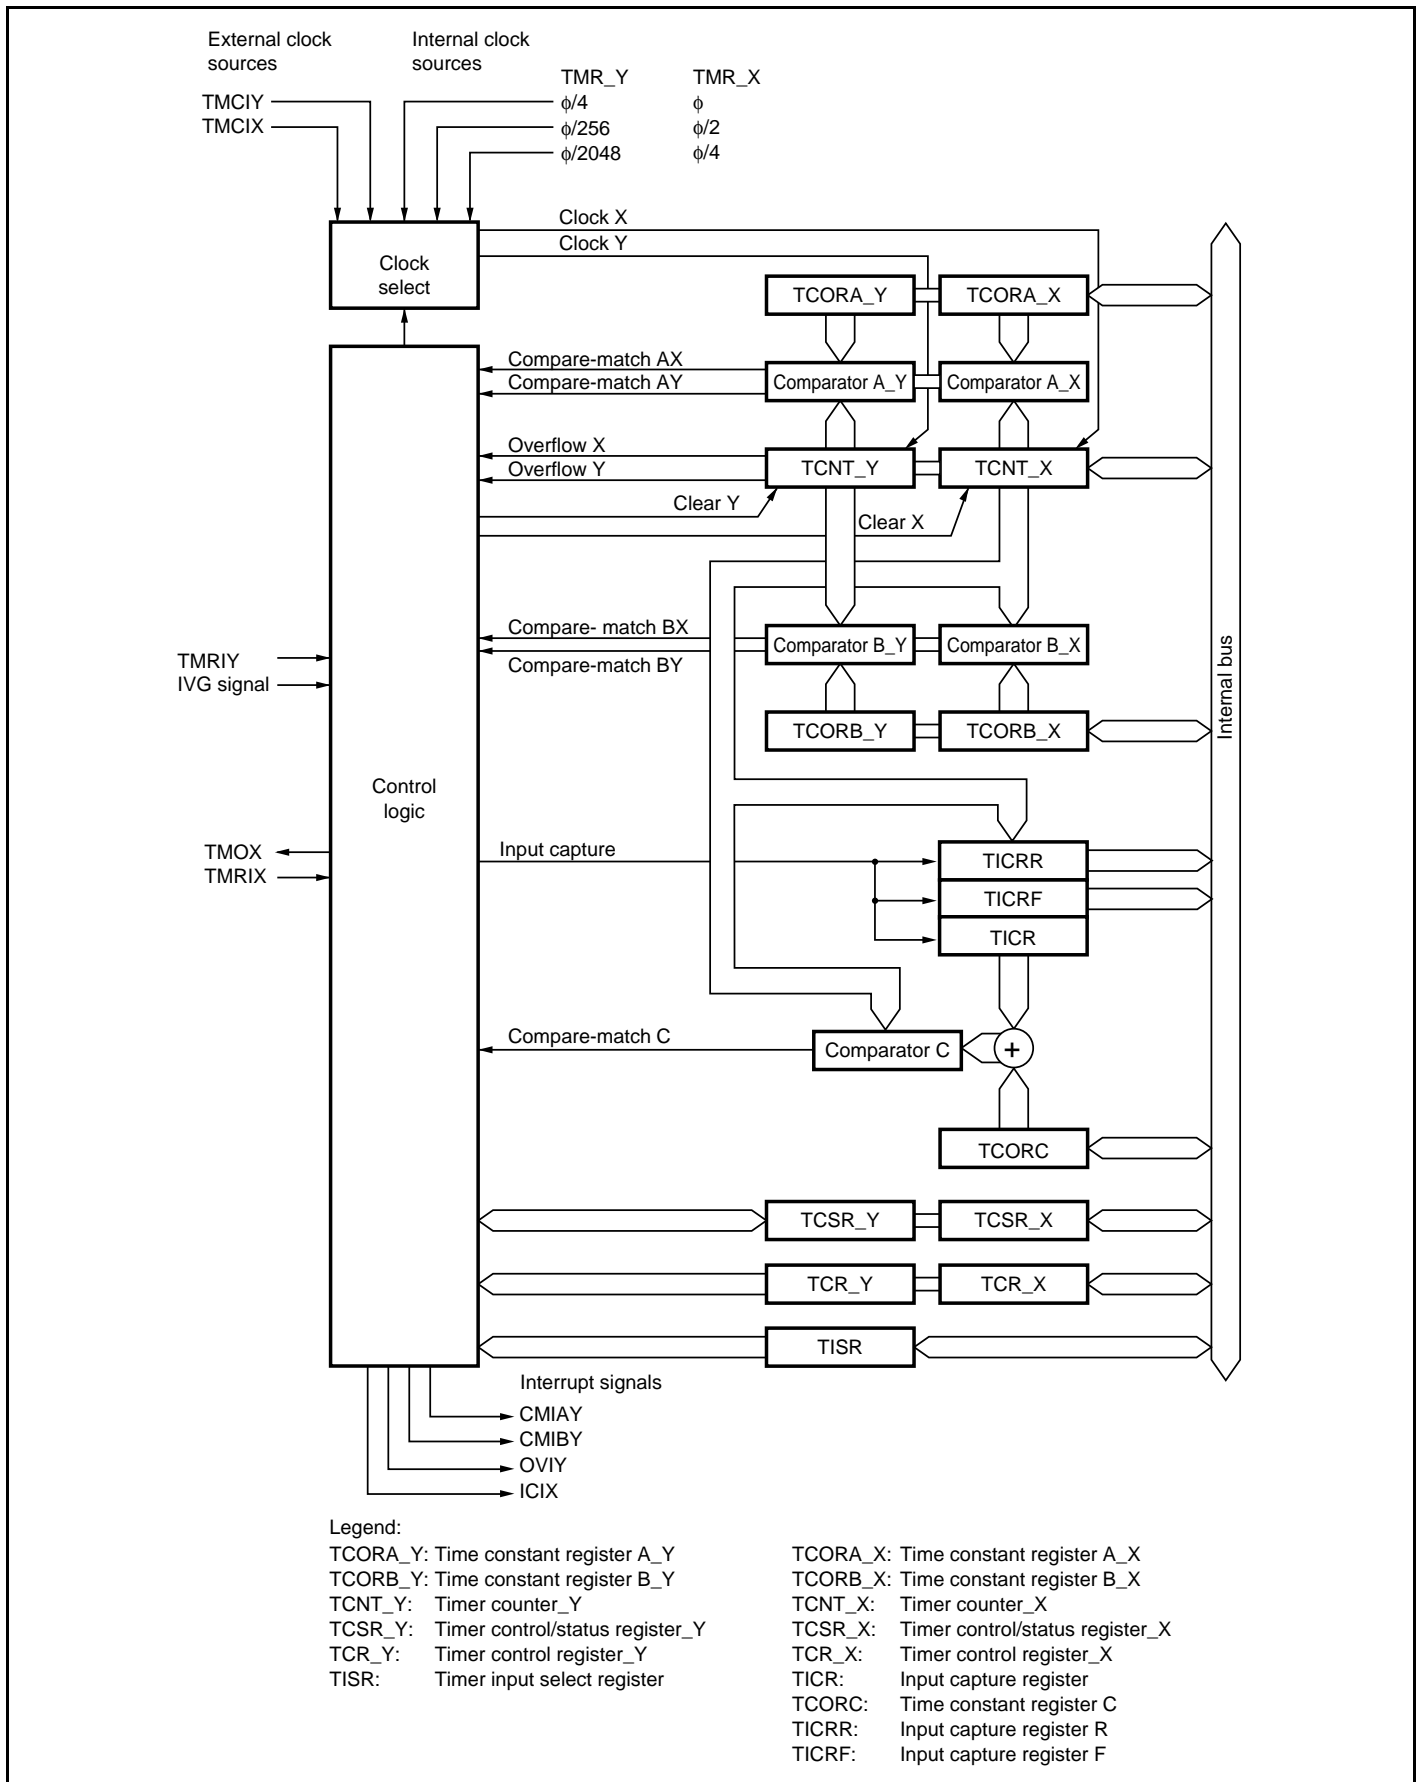 External clock
sources
Internal clock
sources
TMR_Y
TMR_X
TMCIY
ϕ/4
ϕ
TMCIX
ϕ/256
ϕ/2
ϕ/2048
ϕ/4
Clock X
Clock Y
Clock
select
TCORA_Y
TCORA_X
Compare-match AX
Compare-match AY
Comparator A_Y
Comparator A_X
Overflow X
Overflow Y
TCNT_Y
TCNT_X
Clear Y
Clear X
Compare- match BX
Compare-match BY
Comparator B_Y
Comparator B_X
TMRIY
IVG signal
Internal bus
TCORB_Y
TCORB_X
Control
logic
TMOX
TMRIX
Input capture
TICRR
TICRF
TICR
Compare-match C
Comparator C
+
TCORC
TCSR_Y
TCSR_X
TCR_Y
TCR_X
TISR
Interrupt signals
CMIAY
CMIBY
OVIY
ICIX
Legend:
TCORA_Y: Time constant register A_Y
TCORB_Y: Time constant register B_Y
TCNT_Y: Timer counter_Y
TCSR_Y: Timer control/status register_Y
TCR_Y: Timer control register_Y
TISR: Timer input select register
TCORA_X: Time constant register A_X
TCORB_X: Time constant register B_X
TCNT_X: Timer counter_X
TCSR_X: Timer control/status register_X
TCR_X: Timer control register_X
TICR: Input capture register
TCORC: Time constant register C
TICRR: Input capture register R
TICRF: Input capture register F